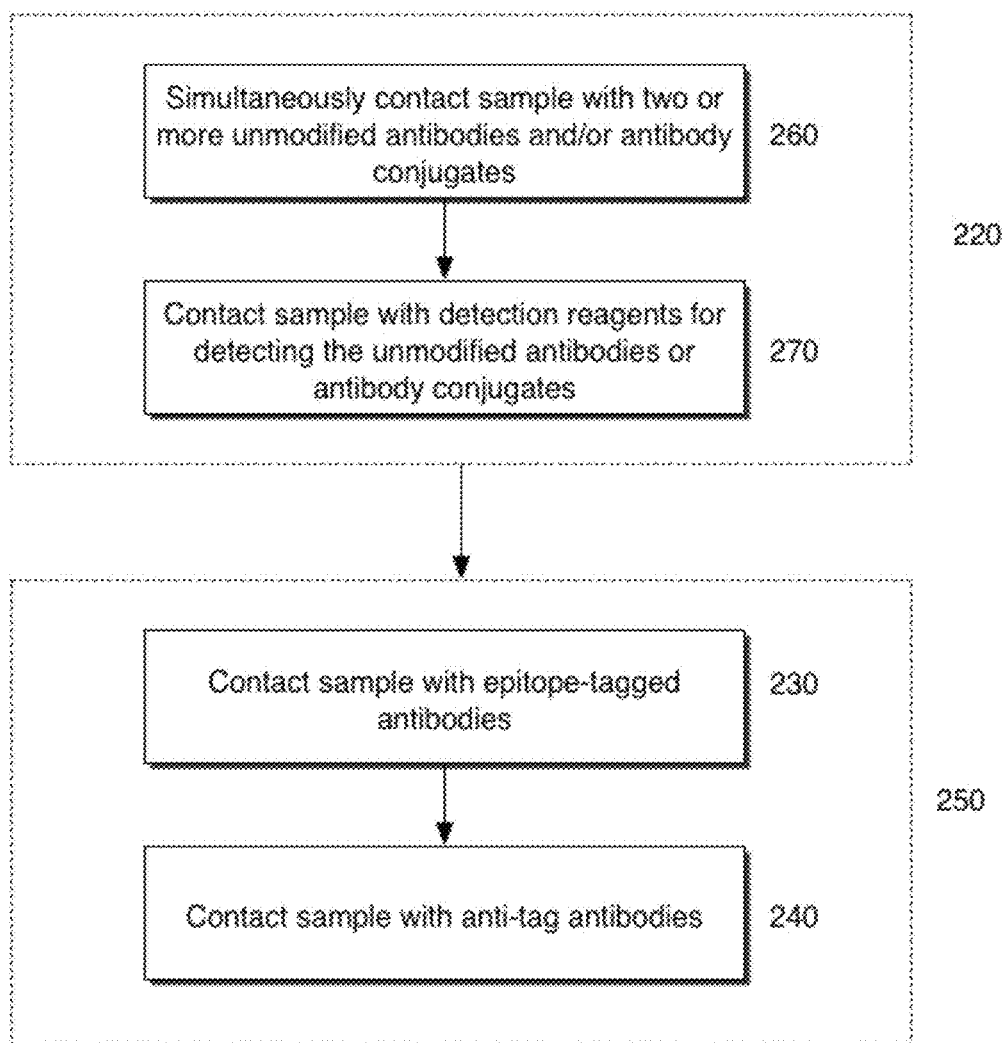 Simultaneously contact sample with two or
more unmodified antibodies and/or antibody
conjugates
260
220
Contact sample with detection reagents for
detecting the unmodified antibodies or
antibody conjugates
270
Contact sample with epitope-tagged
antibodies
230
250
Contact sample with anti-tag antibodies
240